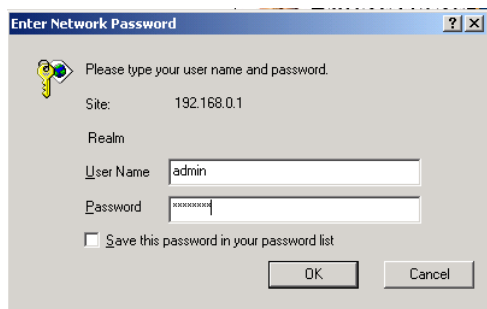 Enter Network Password
Please type your user name and password.
Site: 192.168.0.1
Realm
User Name admin
Password xxxxxxxx
Save this password in your password list
OK Cancel